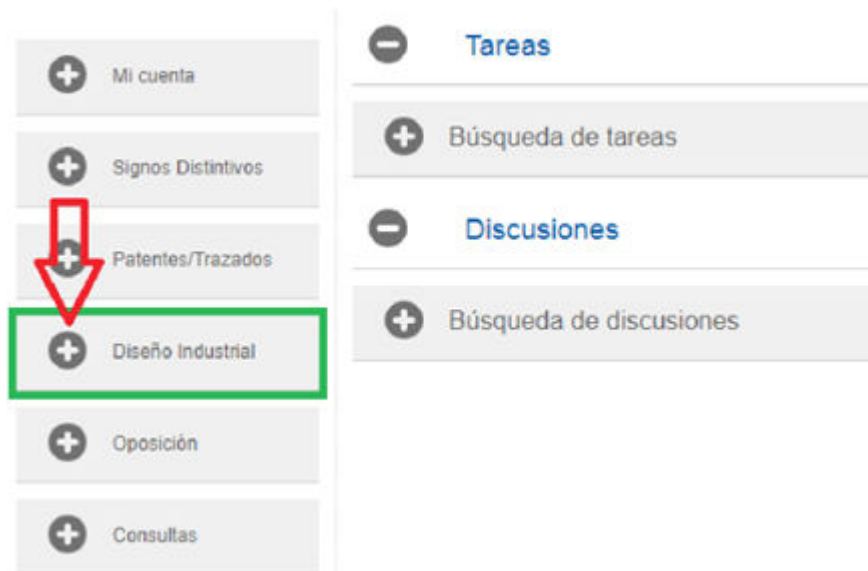 Mi cuenta
Signos Distintivos
Patentes/Trazados
Diseño Industrial
Oposición
Consultas
Tareas
Búsqueda de tareas
Discusiones
Búsqueda de discusiones